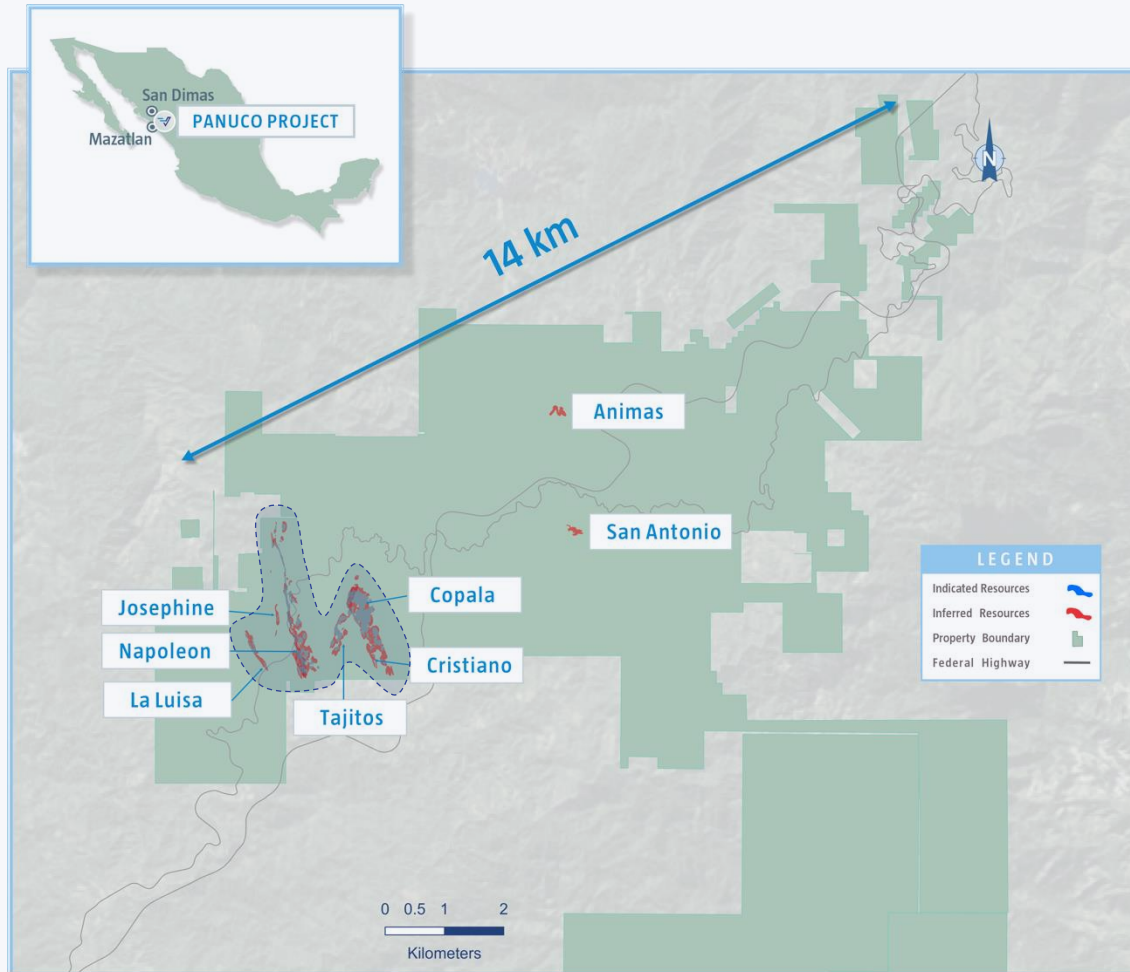 San Dimas
Mazatlan
PANUCO PROJECT
N
14 km
Animas
San Antonio
Josephine
Napoleon
La Luisa
Copala
Cristiano
Tajitos
LEGEND
Indicated Resources
Inferred Resources
Property Boundary
Federal Highway
0 0.5 1 2
Kilometers